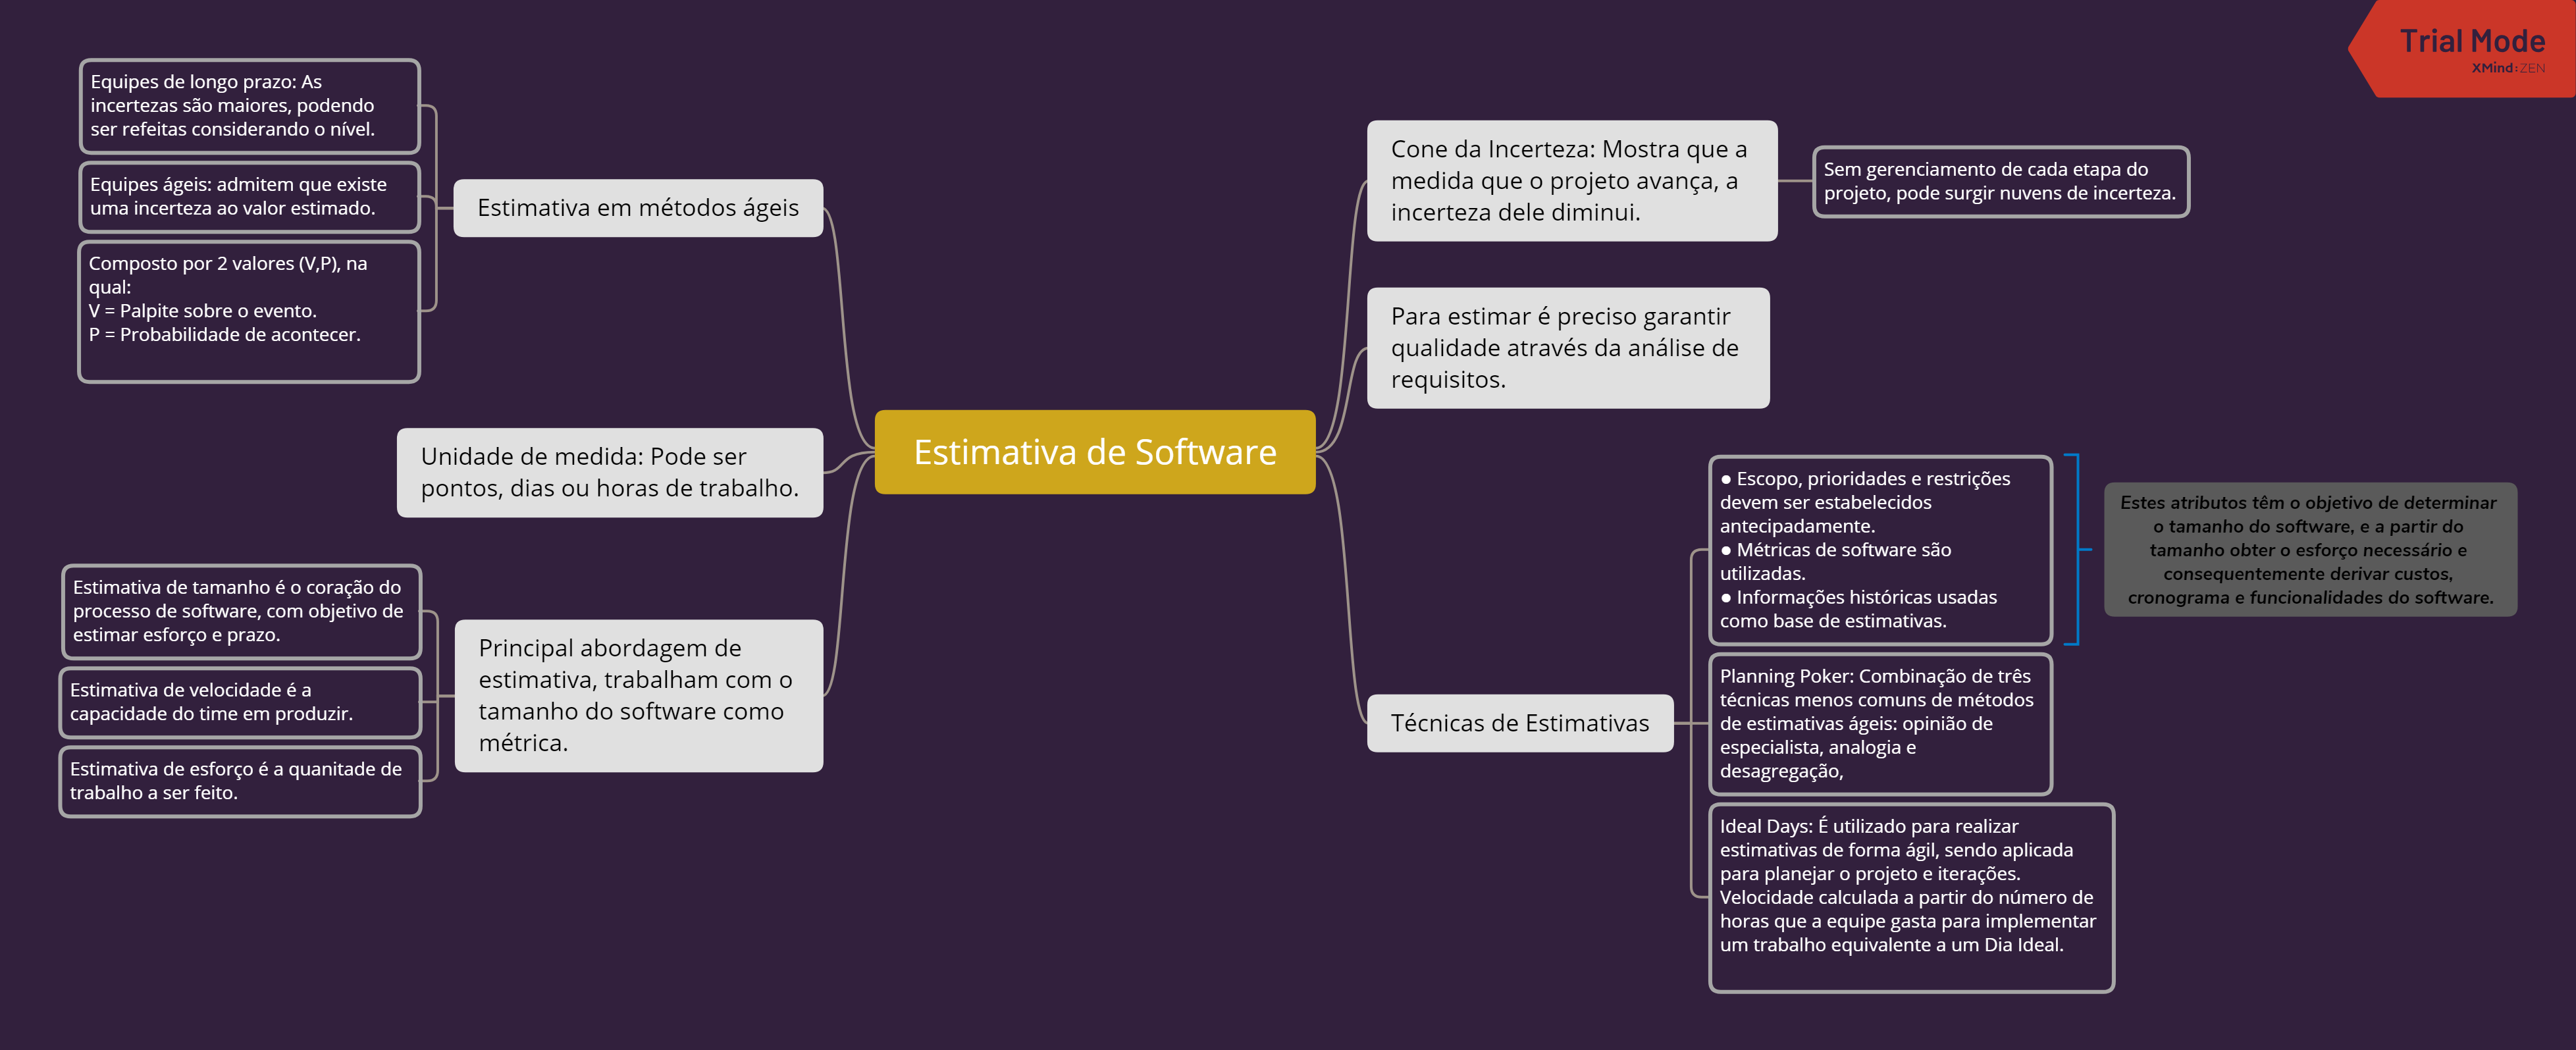 Trial Mode
XMind:ZEN
Estimativa de Software
Cone da Incerteza: Mostra que a
medida que o projeto avança, a
incerteza dele diminui.
Sem gerenciamento de cada etapa do
projeto, pode surgir nuvens de incerteza.
Para estimar é preciso garantir
qualidade através da análise de
requisitos.
Técnicas de Estimativas
● Escopo, prioridades e restrições
devem ser estabelecidos
antecipadamente.
● Métricas de software são
utilizadas.
● Informações históricas usadas
como base de estimativas.
Estes atributos têm o objetivo de determinar
o tamanho do software, e a partir do
tamanho obter o esforço necessário e
consequentemente derivar custos,
cronograma e funcionalidades do software.
Planning Poker: Combinação de três
técnicas menos comuns de métodos
de estimativas ágeis: opinião de
especialista, analogia e
desagregação,
Ideal Days: É utilizado para realizar
estimativas de forma ágil, sendo aplicada
para planejar o projeto e iterações.
Velocidade calculada a partir do número de
horas que a equipe gasta para implementar
um trabalho equivalente a um Dia Ideal.
Estimativa em métodos ágeis
Equipes de longo prazo: As
incertezas são maiores, podendo
ser refeitas considerando o nível.
Equipes ágeis: admitem que existe
uma incerteza ao valor estimado.
Composto por 2 valores (V,P), na
qual:
V = Palpite sobre o evento.
P = Probabilidade de acontecer.
Unidade de medida: Pode ser
pontos, dias ou horas de trabalho.
Principal abordagem de
estimativa, trabalham com o
tamanho do software como
métrica.
Estimativa de tamanho é o coração do
processo de software, com objetivo de
estimar esforço e prazo.
Estimativa de velocidade é a
capacidade do time em produzir.
Estimativa de esforço é a quanitade de
trabalho a ser feito.